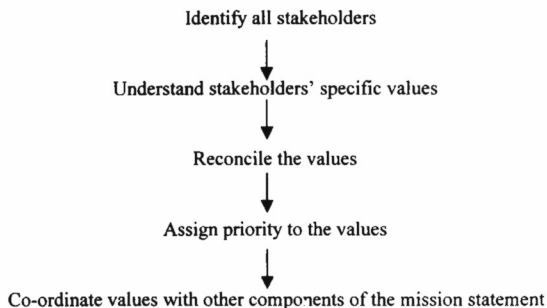 Identify all stakeholders
Understand stakeholders' specific values
Reconcile the values
Assign priority to the values
Co-ordinate values with other components of the mission statement